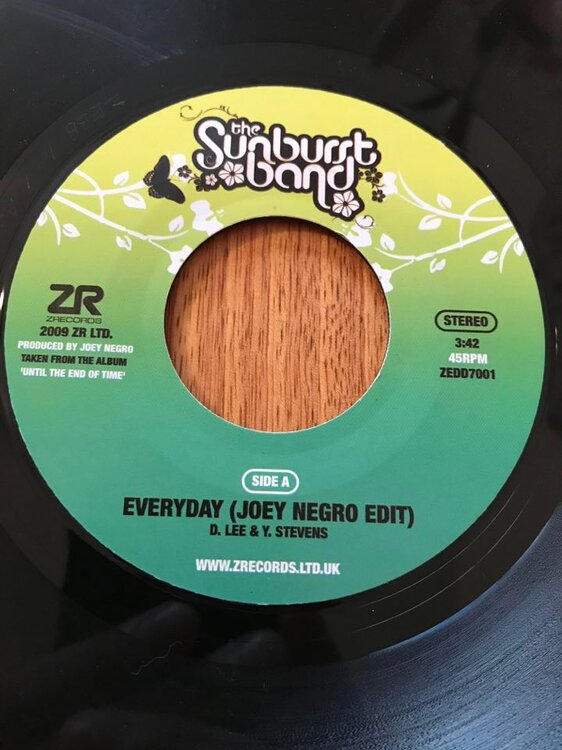 the
Sunburst
band
ZR
ZRECORDS
2009 ZR LTD.
PRODUCED BY JOEY NEGRO
TAKEN FROM THE ALBUM
'UNTIL THE END OF TIME'
STEREO
3:42
45RPM
ZEDD7001
SIDE A
EVERYDAY (JOEY NEGRO EDIT)
D. LEE & Y. STEVENS
WWW.ZRECORDS.LTD.UK